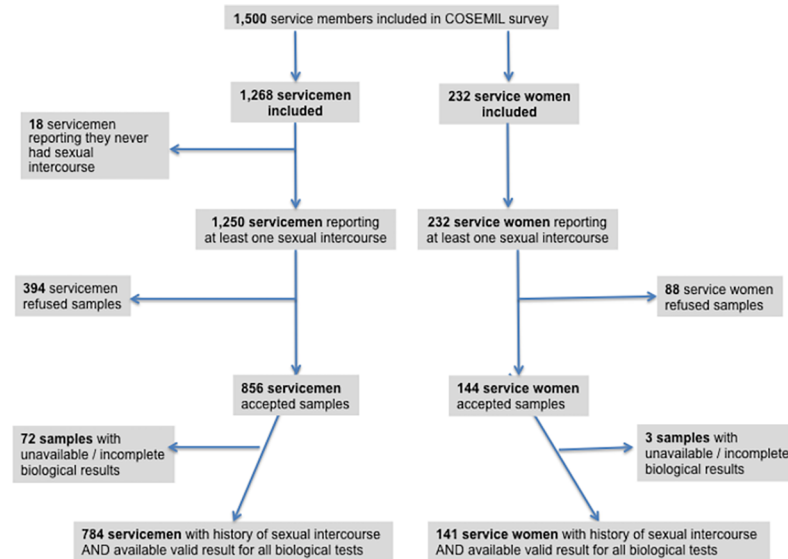 1,500 service members included in COSEMIL survey
1,268 servicemen
included
232 service women
included
18 servicemen
reporting they never
had sexual
intercourse
1,250 servicemen reporting
at least one sexual intercourse
232 service women reporting
at least one sexual intercourse
394 servicemen
refused samples
88 service women
refused samples
856 servicemen
accepted samples
144 service women
accepted samples
72 samples with
unavailable / incomplete
biological results
3 samples with
unavailable / incomplete
biological results
784 servicemen with history of sexual intercourse
AND available valid result for all biological tests
141 service women with history of sexual intercourse
AND available valid result for all biological tests